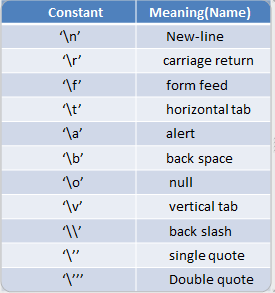 Constant Meaning(Name)
‘\n’ New-line
‘\r’ carriage return
‘\f’ form feed
‘\t’ horizontal tab
‘\a’ alert
‘\b’ back space
‘\o’ null
‘\v’ vertical tab
‘\\’ back slash
‘\’’ single quote
‘\’’’ Double quote